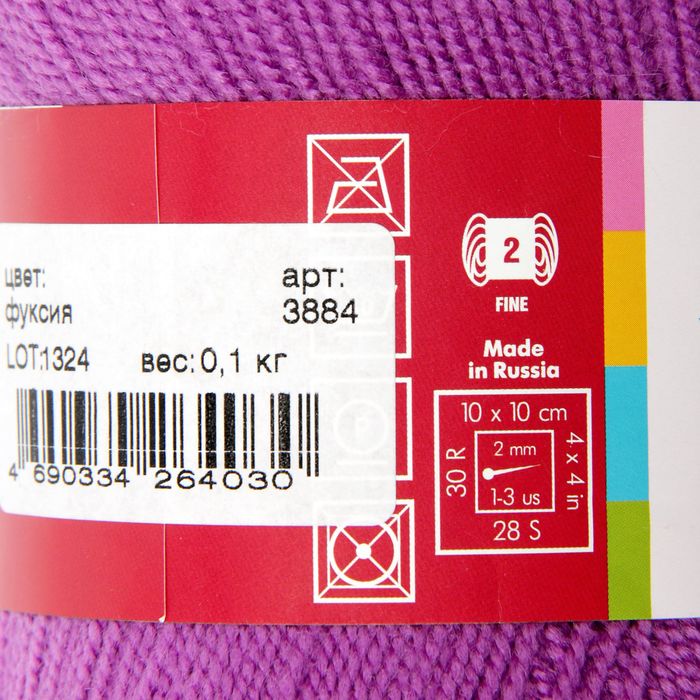 цвет:
фуксия
арт:
3884
LOT:1324 вес: 0,1 кг
4 690334 264030
2
FINE
Made
in Russia
10 x 10 cm
30 R
4 x 4 in
2 mm
1-3 us
28 S
P